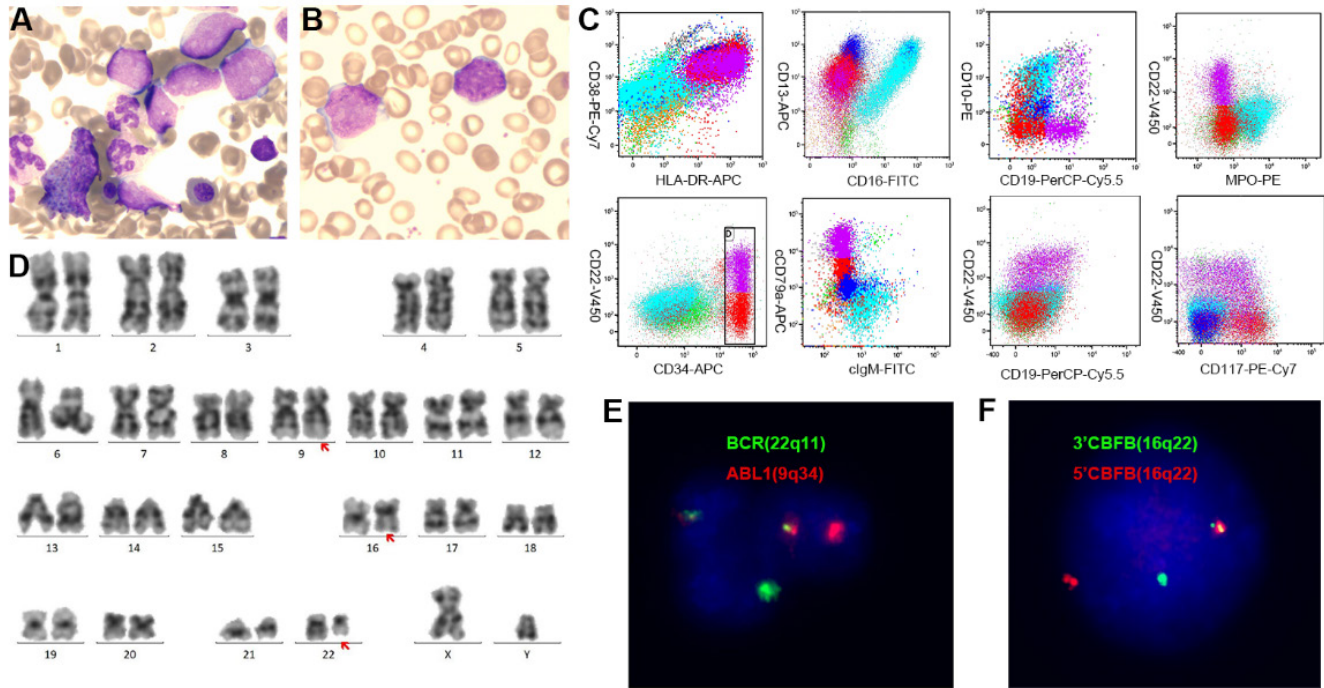 A
B
C
CD38-PE-Cy7
HLA-DR-APC
CD13-APC
CD16-FITC
CD10-PE
CD19-PerCP-Cy5.5
CD22-V450
MPO-PE
CD22-V450
CD34-APC
cCD79a-APC
cIgM-FITC
CD22-V450
CD19-PerCP-Cy5.5
CD22-V450
CD117-PE-Cy7
D
1 2 3 4 5
6 7 8 9 10 11 12
13 14 15 16 17 18
19 20 21 22 X Y
E
BCR(22q11)
ABL1(9q34)
F
3'CBFB(16q22)
5'CBFB(16q22)